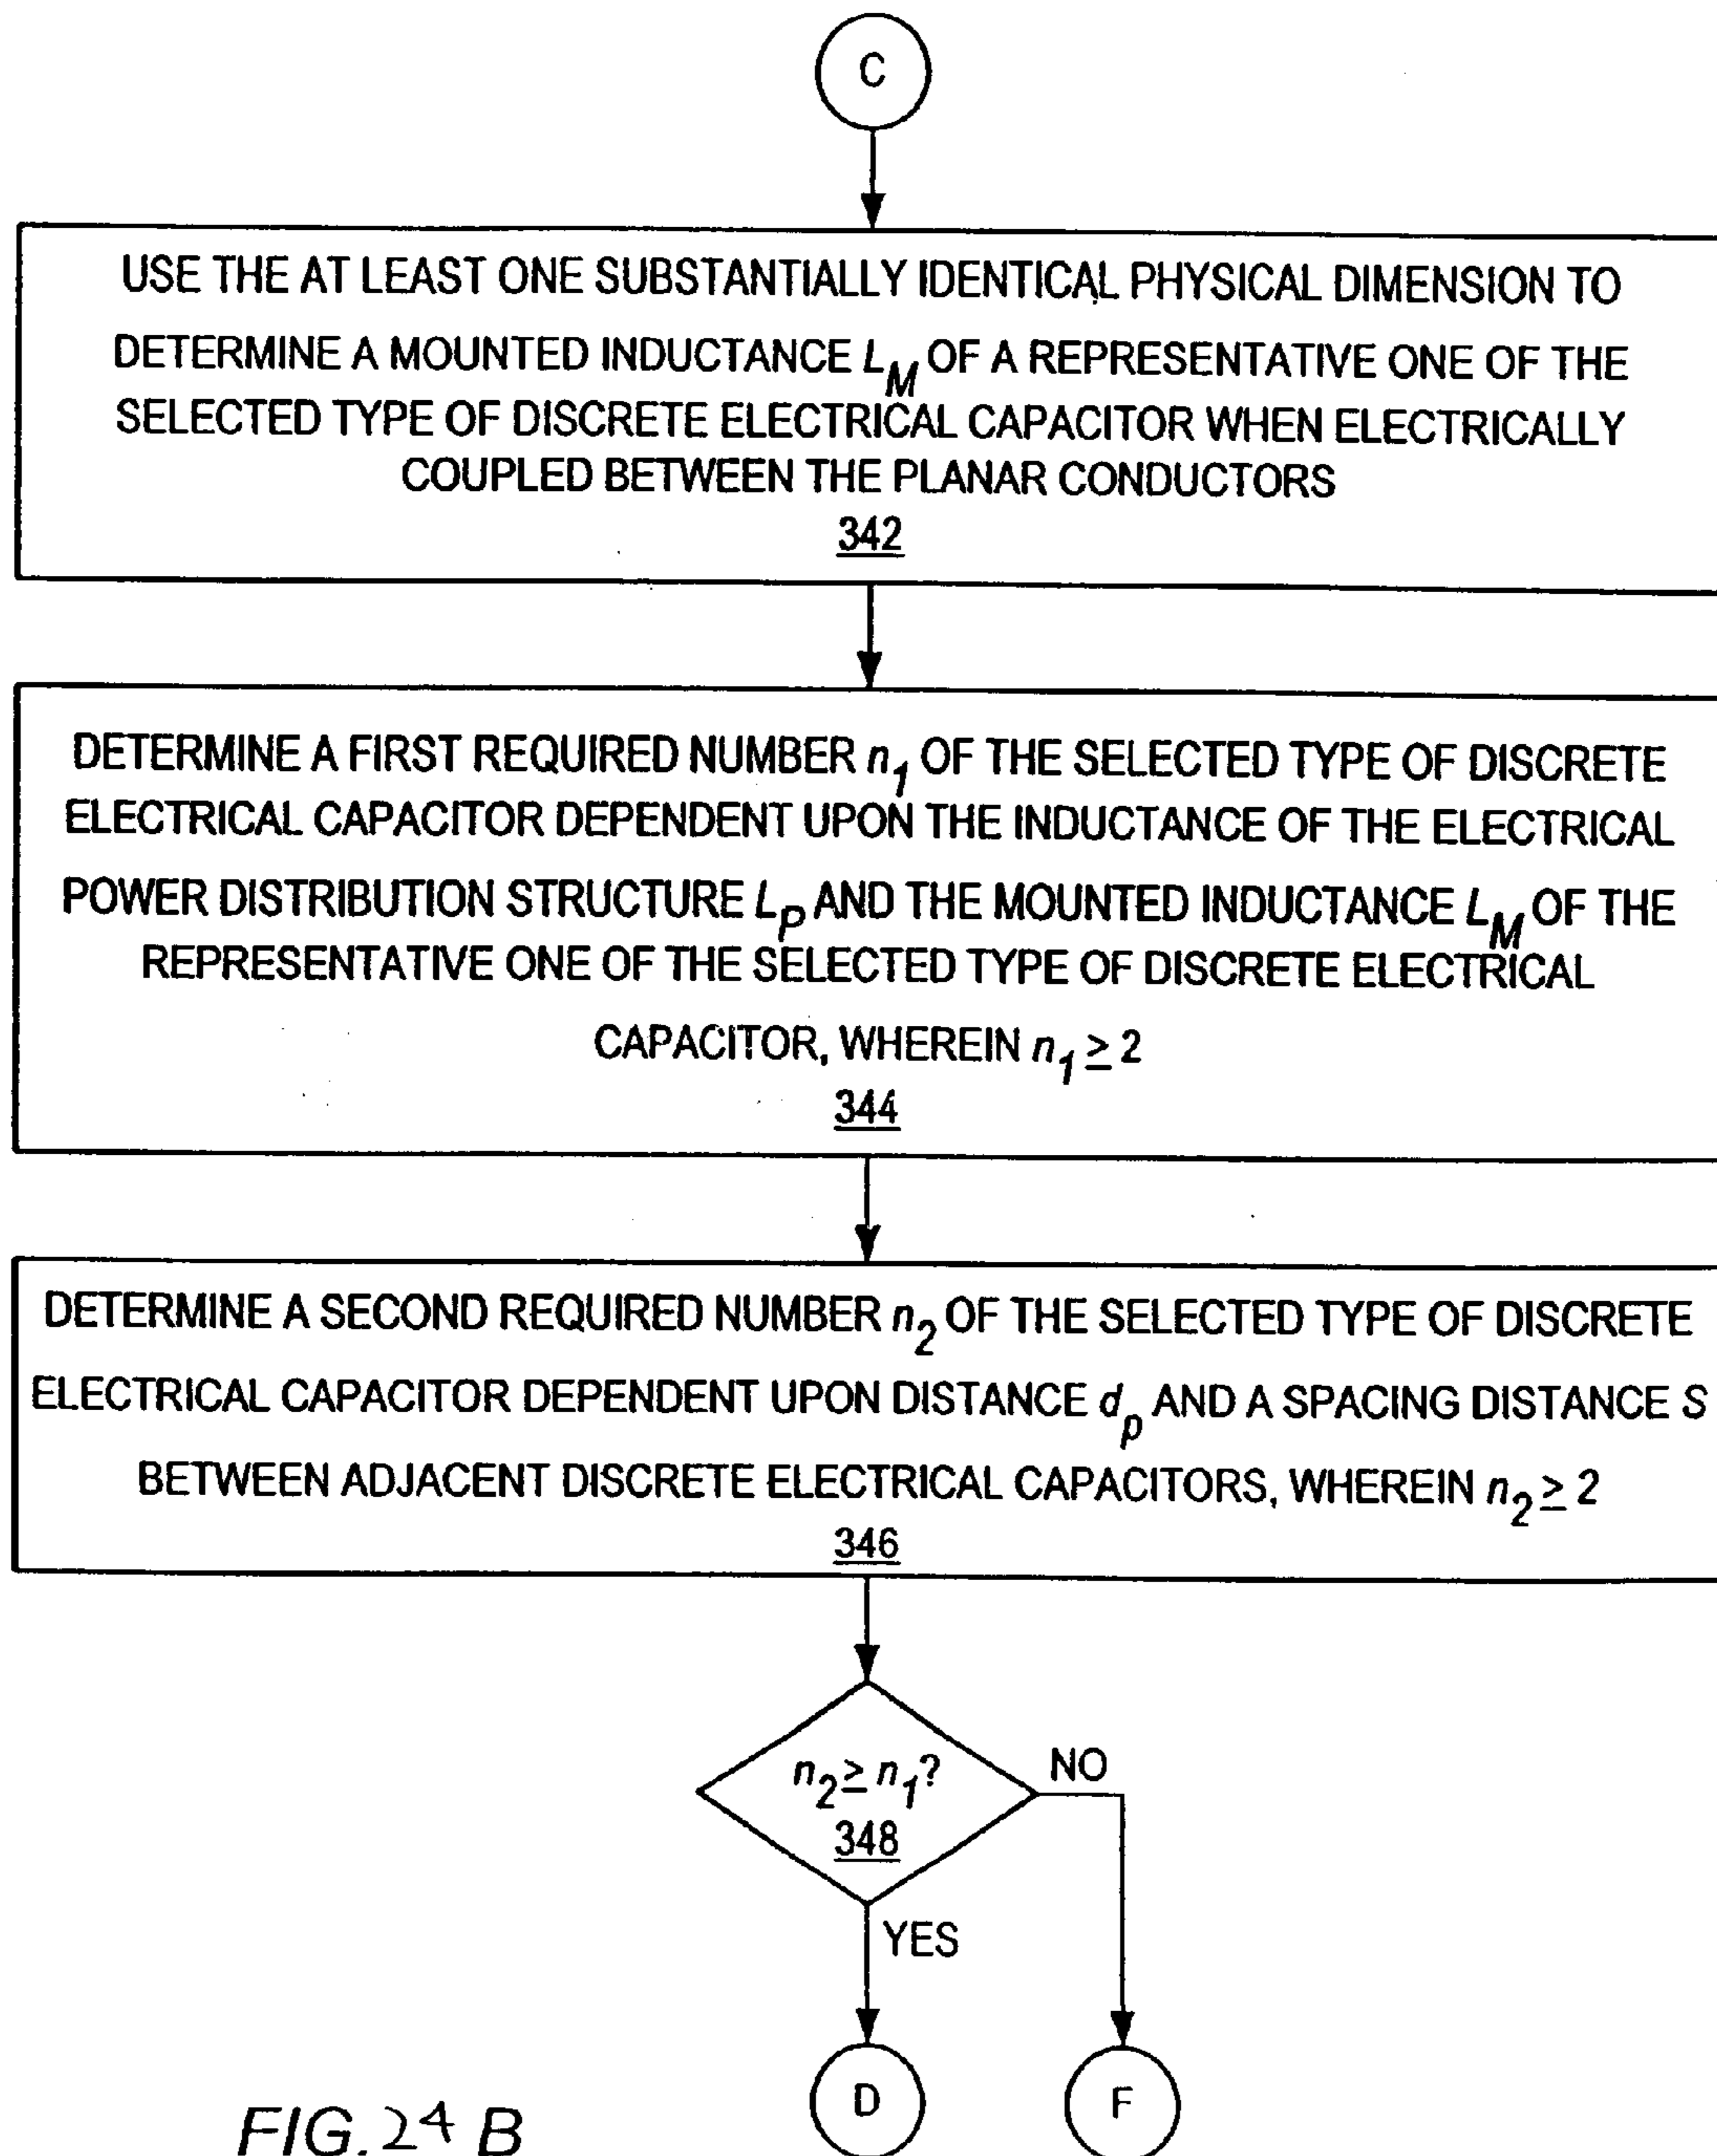 C
USE THE AT LEAST ONE SUBSTANTIALLY IDENTICAL PHYSICAL DIMENSION TO
DETERMINE A MOUNTED INDUCTANCE L_M OF A REPRESENTATIVE ONE OF THE
SELECTED TYPE OF DISCRETE ELECTRICAL CAPACITOR WHEN ELECTRICALLY
COUPLED BETWEEN THE PLANAR CONDUCTORS
342
DETERMINE A FIRST REQUIRED NUMBER n_1 OF THE SELECTED TYPE OF DISCRETE
ELECTRICAL CAPACITOR DEPENDENT UPON THE INDUCTANCE OF THE ELECTRICAL
POWER DISTRIBUTION STRUCTURE L_P AND THE MOUNTED INDUCTANCE L_M OF THE
REPRESENTATIVE ONE OF THE SELECTED TYPE OF DISCRETE ELECTRICAL
CAPACITOR, WHEREIN n_1 ≥ 2
344
DETERMINE A SECOND REQUIRED NUMBER n_2 OF THE SELECTED TYPE OF DISCRETE
ELECTRICAL CAPACITOR DEPENDENT UPON DISTANCE d_p AND A SPACING DISTANCE S
BETWEEN ADJACENT DISCRETE ELECTRICAL CAPACITORS, WHEREIN n_2 ≥ 2
346
n_2 ≥ n_1?
348
NO
YES
D
F
FIG. 24 B